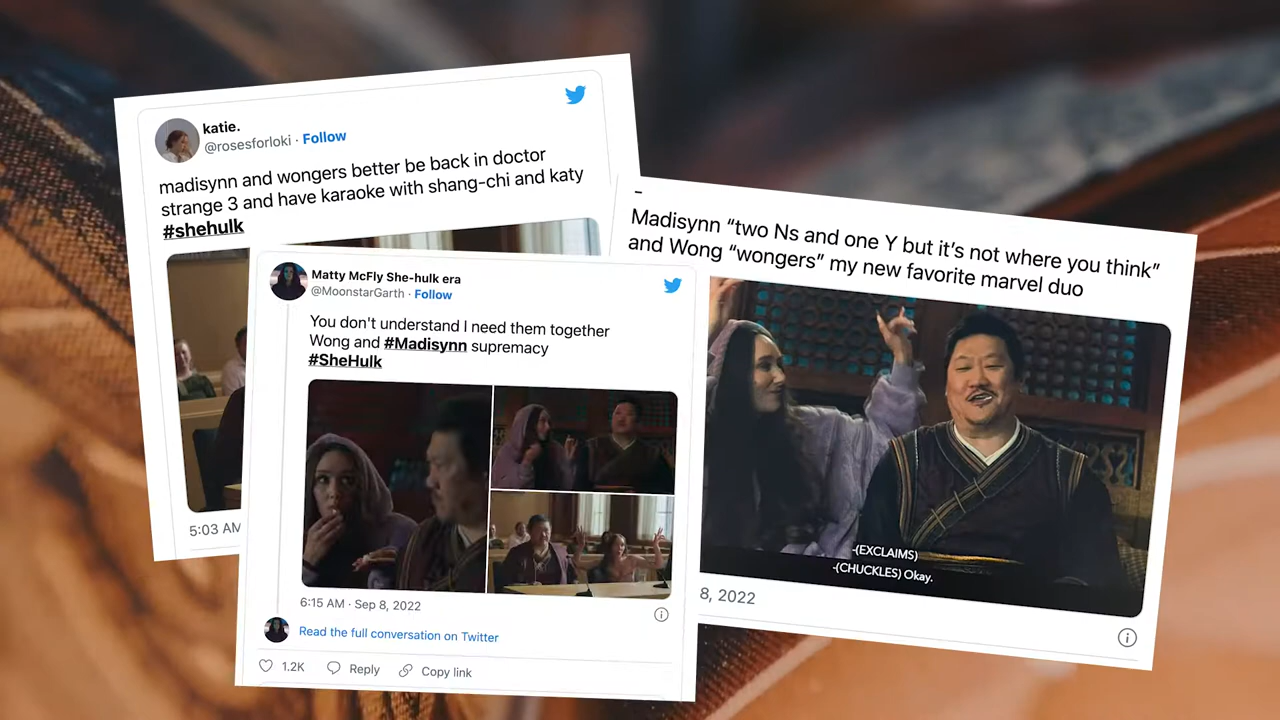 katie.
@rosesforloki · Follow
madisynn and wongers better be back in doctor
strange 3 and have karaoke with shang-chi and katy
#shehulk
5:03 AM
Matty McFly She-hulk era
@MoonstarGarth · Follow
You don't understand I need them together
Wong and #Madisynn supremacy
#SheHulk
6:15 AM · Sep 8, 2022
Read the full conversation on Twitter
1.2K Reply Copy link
Madisynn “two Ns and one Y but it’s not where you think”
and Wong “wongers” my new favorite marvel duo
-(EXCLAIMS)
-(CHUCKLES) Okay.
8, 2022